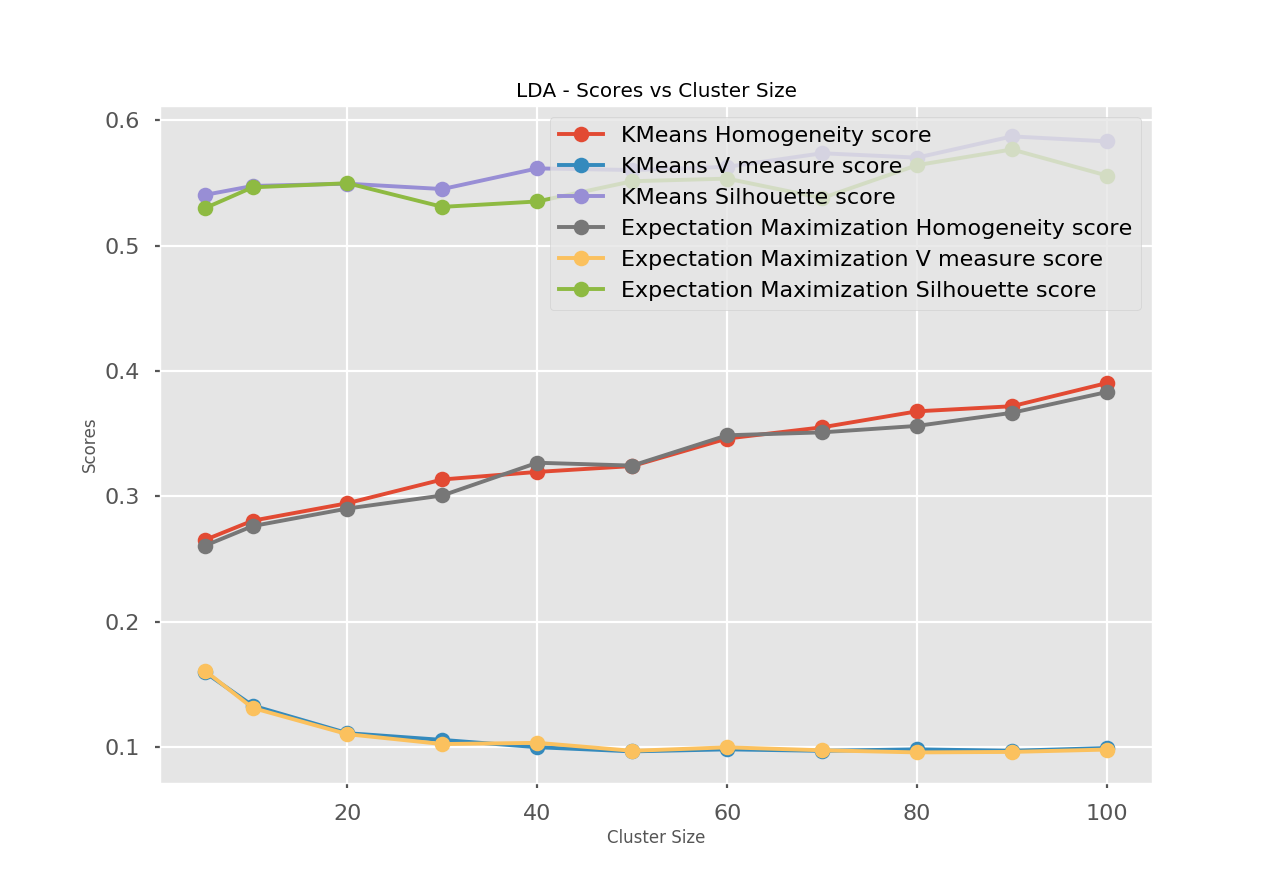 LDA - Scores vs Cluster Size
0.6
0.5
0.4
0.3
0.2
0.1
Scores
KMeans Homogeneity score
KMeans V measure score
KMeans Silhouette score
Expectation Maximization Homogeneity score
Expectation Maximization V measure score
Expectation Maximization Silhouette score
20 40 60 80 100
Cluster Size